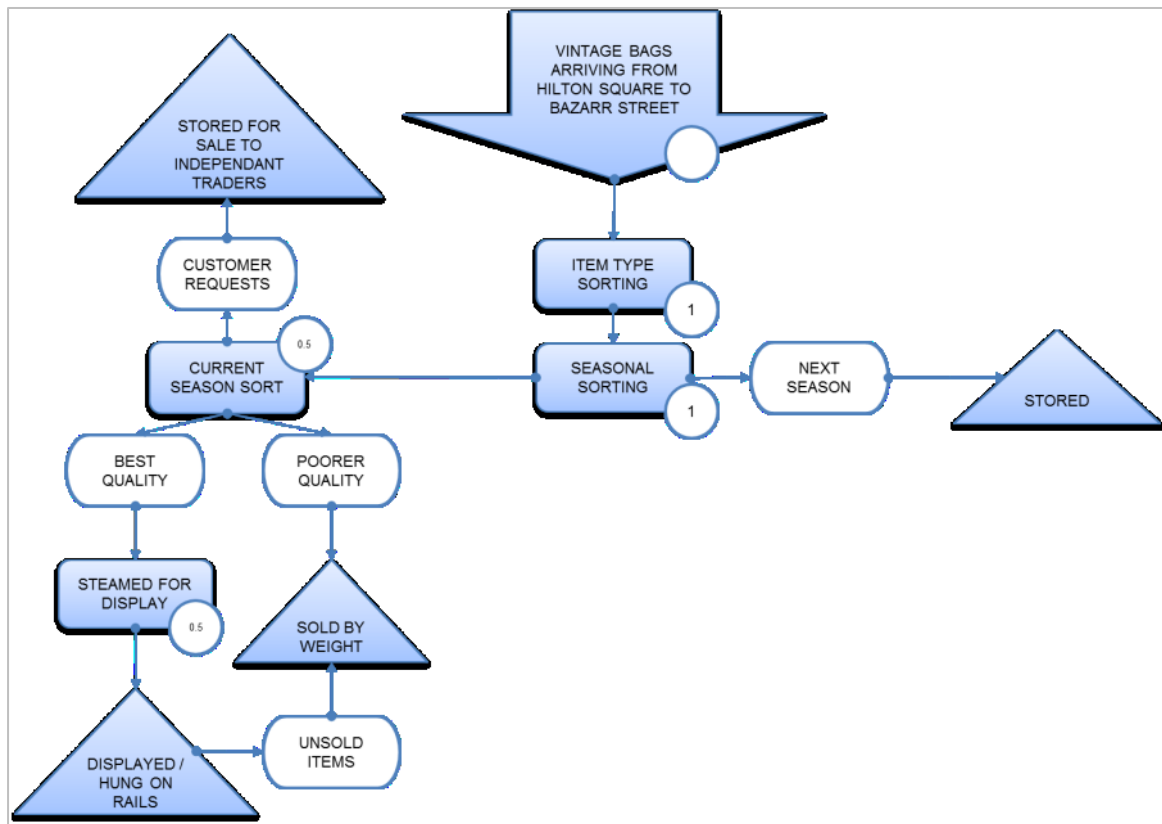 VINTAGE BAGS
ARRIVING FROM
HILTON SQUARE TO
BAZARR STREET
STORED FOR
SALE TO
INDEPENDANT
TRADERS
CUSTOMER
REQUESTS
ITEM TYPE
SORTING
1
0.5
CURRENT
SEASON SORT
SEASONAL
SORTING
1
NEXT
SEASON
STORED
BEST
QUALITY
POORER
QUALITY
STEAMED FOR
DISPLAY
0.5
SOLD BY
WEIGHT
DISPLAYED /
HUNG ON
RAILS
UNSOLD
ITEMS